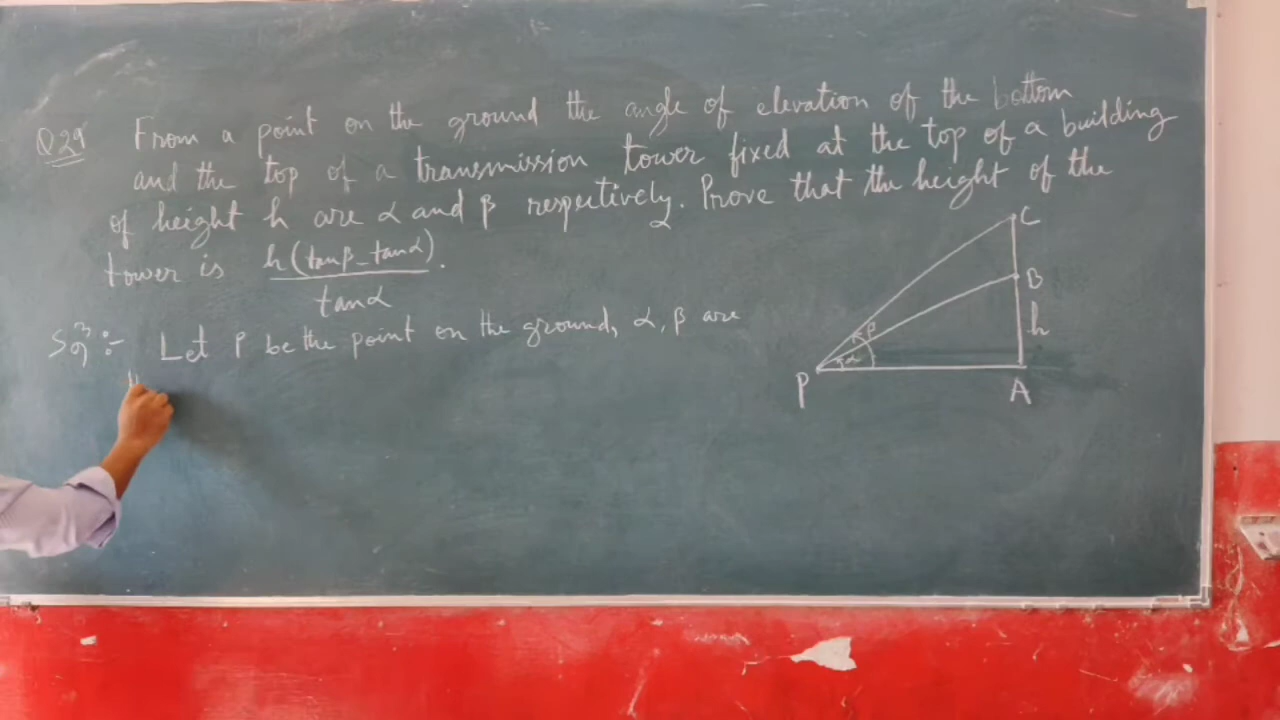 Q29 From a point on the ground the angle of elevation of the bottom
and the top of a transmission tower fixed at the top of a building
of height h are α and β respectively. Prove that the height of the
tower is h(tanβ-tanα)/tanα.
Solⁿ:- Let P be the point on the ground, α, β are
C
B
h
β
α
P
A